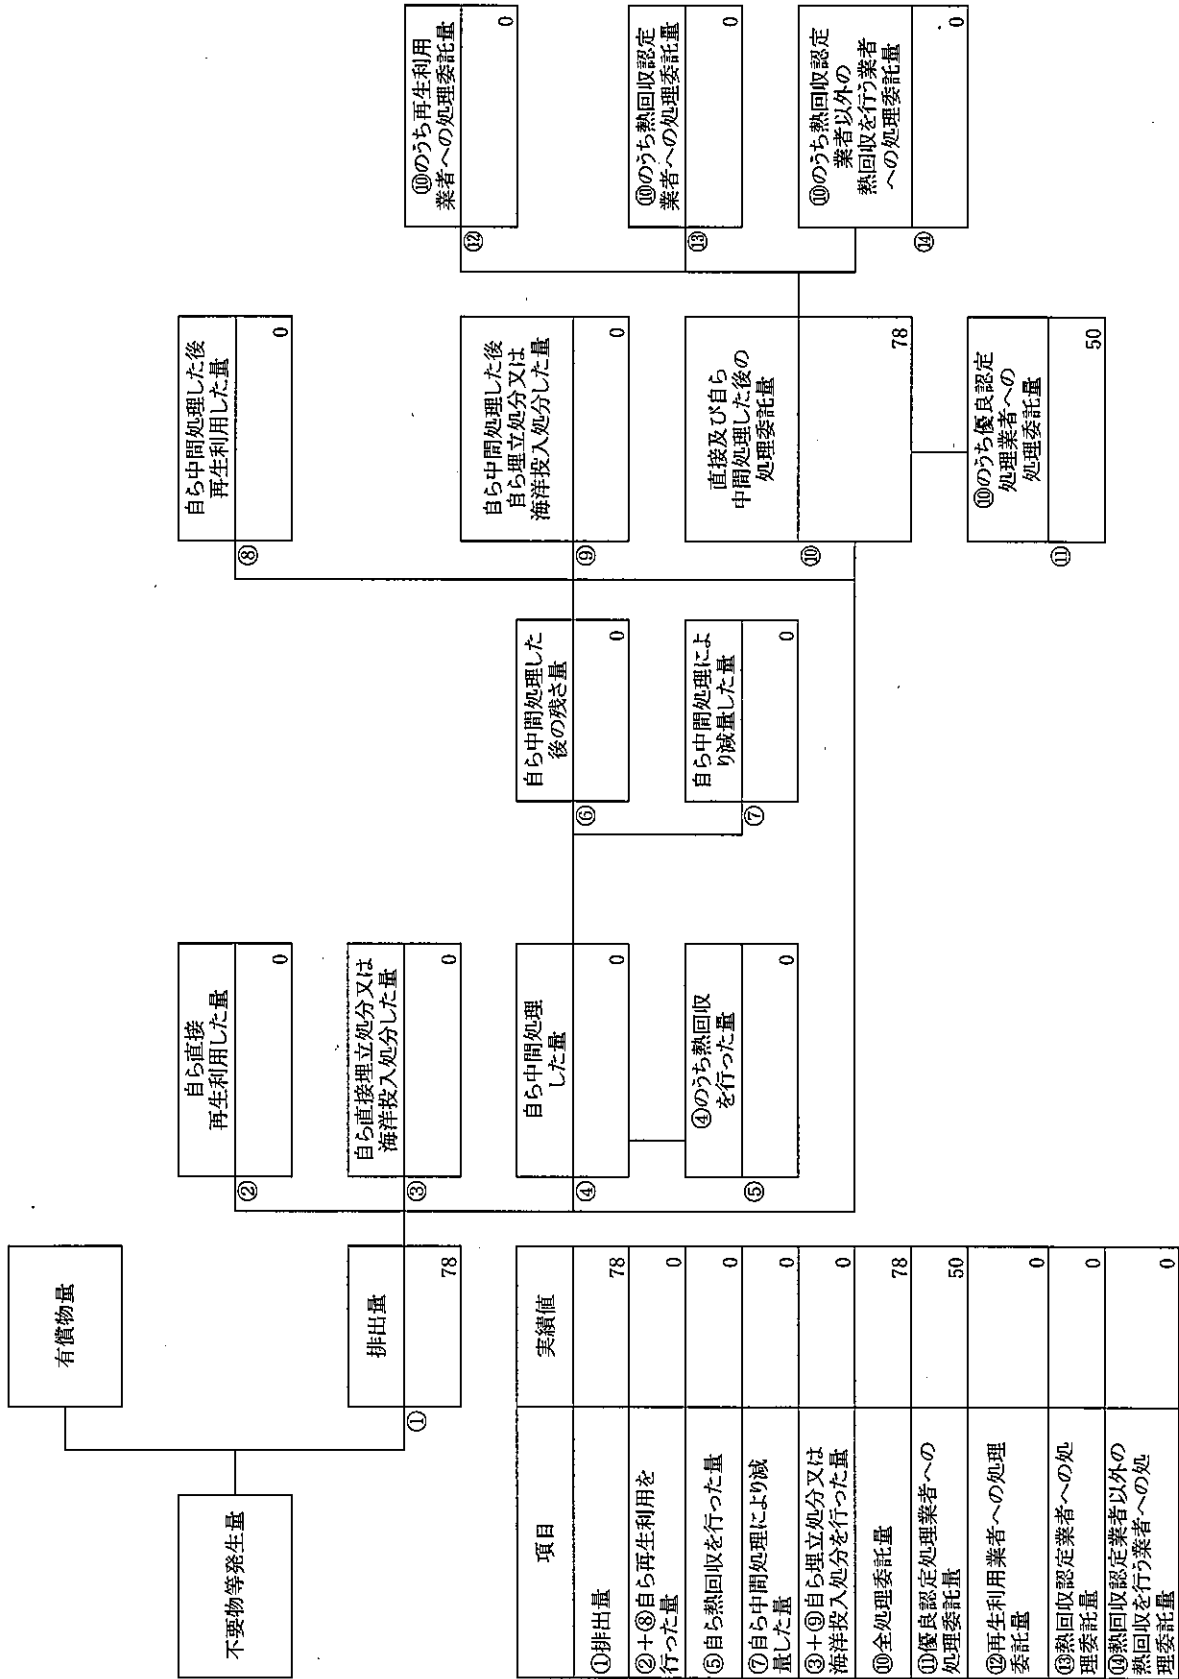 有償物量
不要物等発生量
排出量
①
78
自ら直接
再生利用した量
②
0
自ら直接埋立処分又は
海洋投入処分した量
③
0
自ら中間処理
した量
④
0
④のうち熱回収
を行った量
⑤
0
自ら中間処理した
後の残さ量
⑥
0
自ら中間処理によ
り減量した量
⑦
0
自ら中間処理した後
再生利用した量
⑧
0
自ら中間処理した後
自ら埋立処分又は
海洋投入処分した量
⑨
0
直接及び自ら
中間処理した後の
処理委託量
⑩
78
⑩のうち優良認定
処理業者への
処理委託量
⑪
50
⑩のうち再生利用
業者への処理委託量
⑫
0
⑩のうち熱回収認定
業者への処理委託量
⑬
0
⑩のうち熱回収認定
業者以外の
熱回収を行う業者
への処理委託量
⑭
0
項目 実績値
①排出量 78
②+⑧自ら再生利用を
行った量 0
⑤自ら熱回収を行った量 0
⑦自ら中間処理により減
量した量 0
③+⑨自ら埋立処分又は
海洋投入処分を行った量 0
⑩全処理委託量 78
⑪優良認定処理業者への
処理委託量 50
⑫再生利用業者への処理
委託量 0
⑬熱回収認定業者への処
理委託量 0
⑭熱回収認定業者以外の
熱回収を行う業者への処
理委託量 0